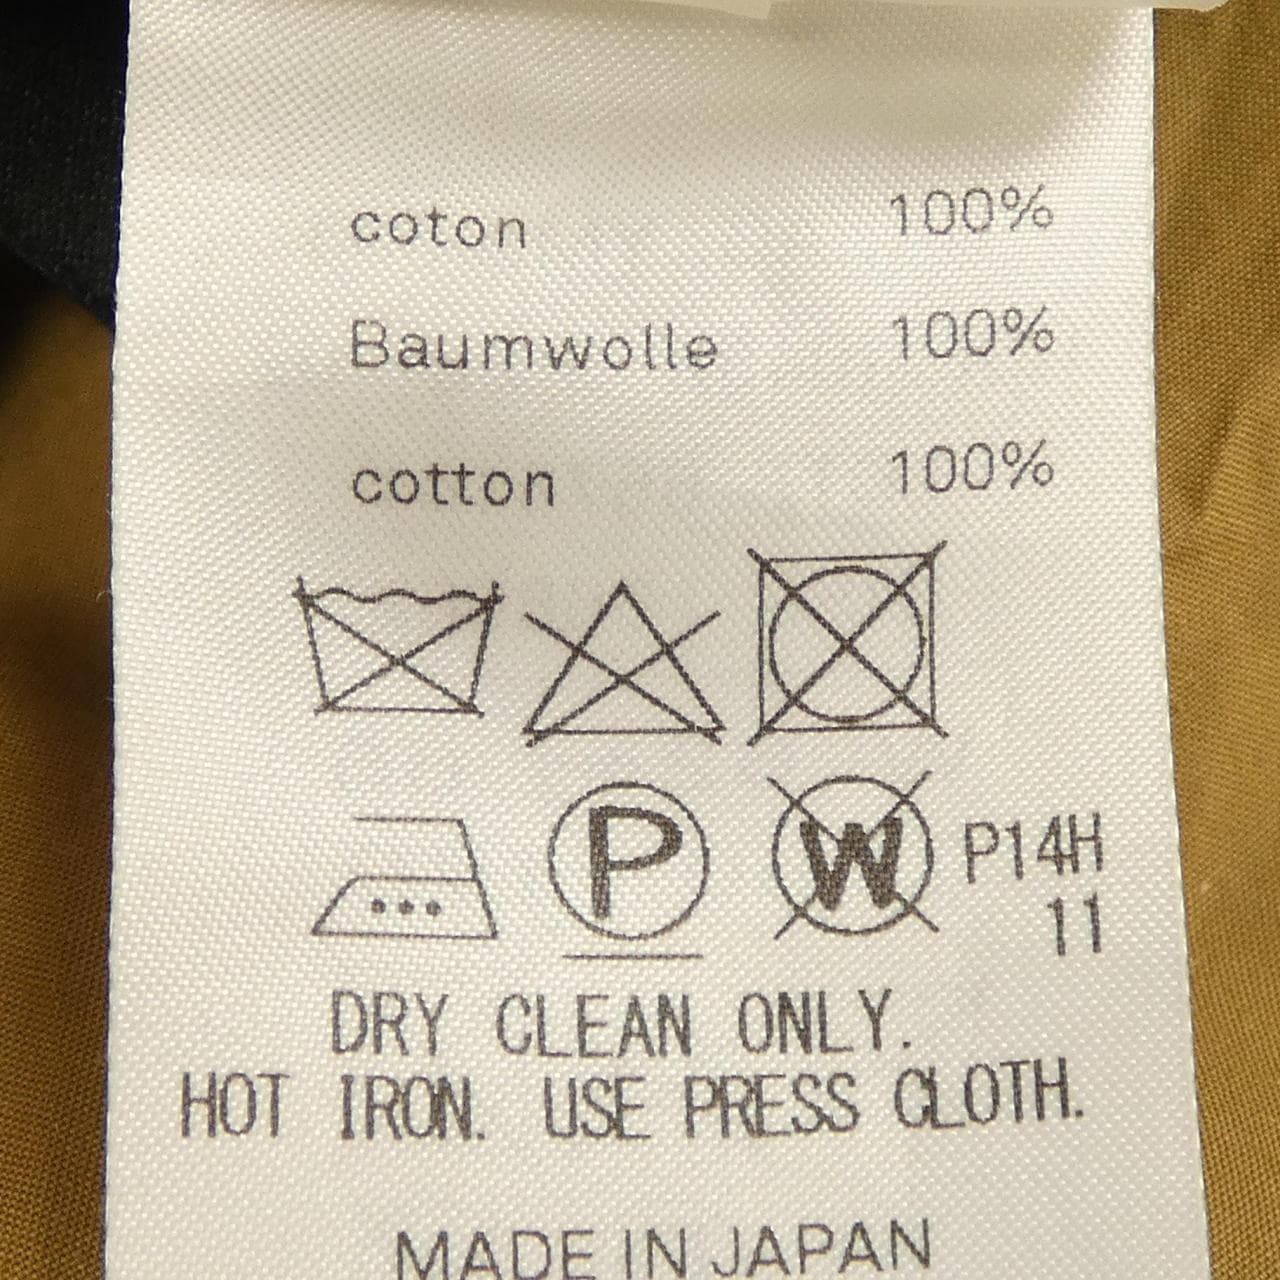 coton 100%
Baumwolle 100%
cotton 100%
P W P14H
11
DRY CLEAN ONLY.
HOT IRON. USE PRESS CLOTH.
MADE IN JAPAN